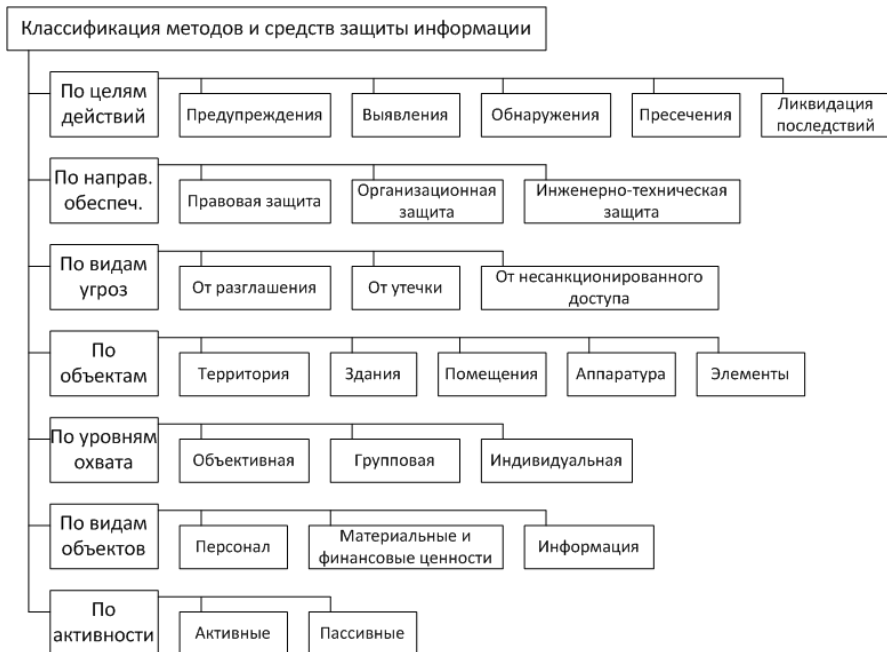 Классификация методов и средств защиты информации
По целям
действий
Предупреждения
Выявления
Обнаружения
Пресечения
Ликвидация
последствий
По направ.
обеспеч.
Правовая защита
Организационная
защита
Инженерно-техническая
защита
По видам
угроз
От разглашения
От утечки
От несанкционированного
доступа
По
объектам
Территория
Здания
Помещения
Аппаратура
Элементы
По уровням
охвата
Объективная
Групповая
Индивидуальная
По видам
объектов
Персонал
Материальные и
финансовые ценности
Информация
По
активности
Активные
Пассивные